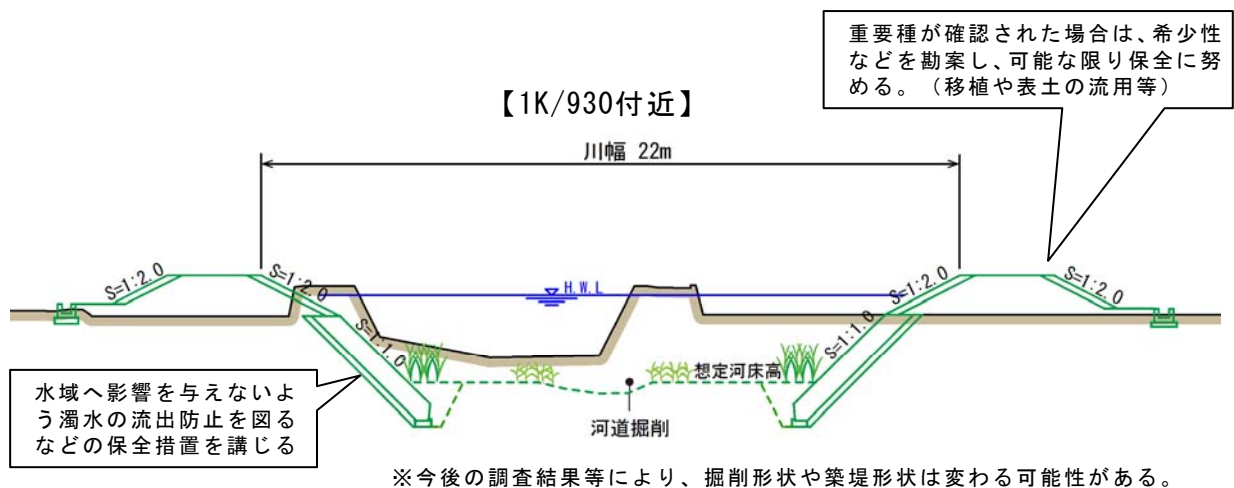 重要種が確認された場合は、希少性
などを勘案し、可能な限り保全に努
める。（移植や表土の流用等）
【1K/930付近】
川幅 22m
S=1:2.0
S=1:2.0
H.W.L
S=1:2.0
S=1:2.0
S=1:1.0
S=1:1.0
想定河床高
河道掘削
水域へ影響を与えないよ
う濁水の流出防止を図る
などの保全措置を講じる
※今後の調査結果等により、掘削形状や築堤形状は変わる可能性がある。